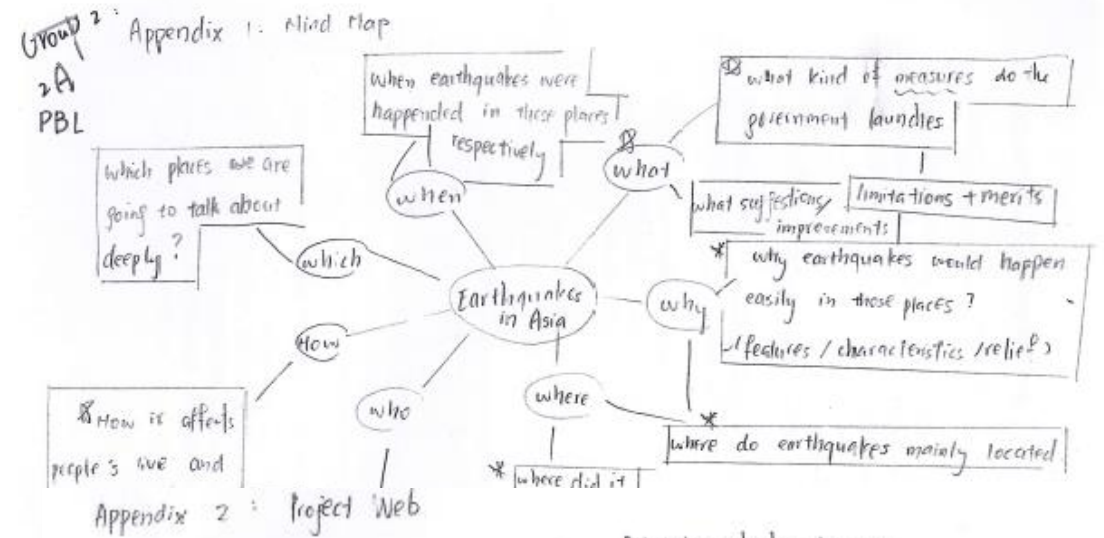 Group 2:
2A
PBL
Appendix 1: Mind Map
when earthquakes were
happended in these places
respectively
when
what kind of measures do the
government laundies
what
limitations + merits
what suggestions/
improvements
which places we are
going to talk about
deeply?
which
Earthquakes
in Asia
why
* why earthquakes would happen
easily in those places?
(features / characteristics / relief)
How
How it affects
people's live and
who
where
* where did it
* where do earthquakes mainly located
Appendix 2: Project Web